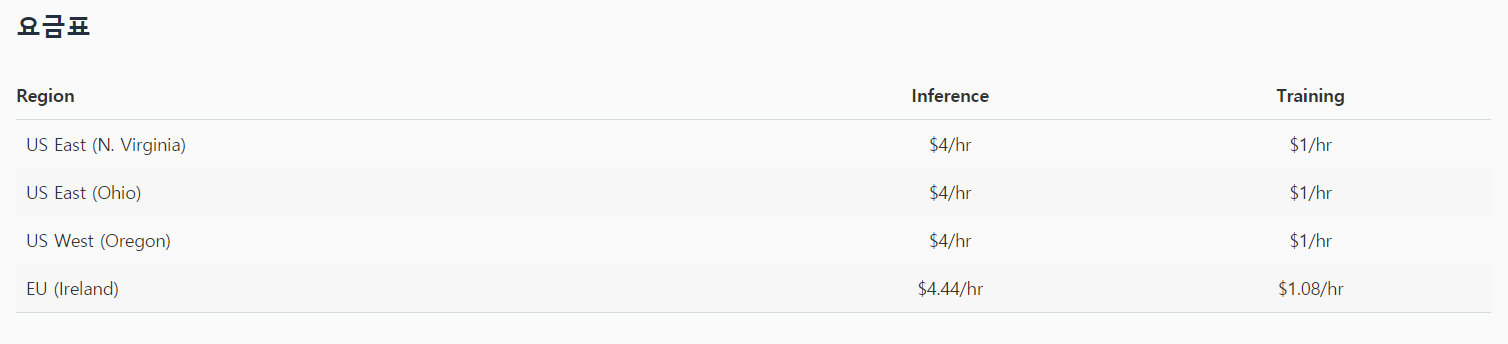 요금표
Region Inference Training
US East (N. Virginia) $4/hr $1/hr
US East (Ohio) $4/hr $1/hr
US West (Oregon) $4/hr $1/hr
EU (Ireland) $4.44/hr $1.08/hr